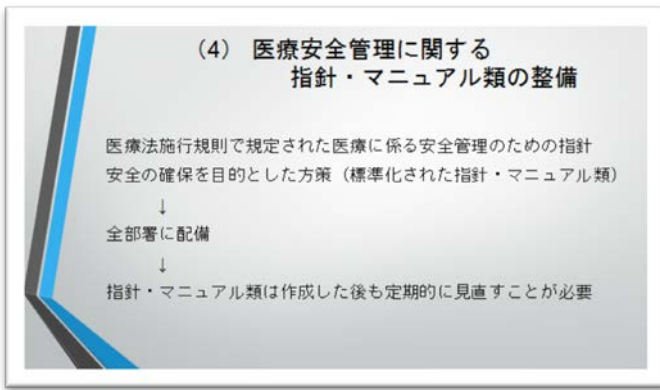 (4) 医療安全管理に関する
指針・マニュアル類の整備
医療法施行規則で規定された医療に係る安全管理のための指針
安全の確保を目的とした方策（標準化された指針・マニュアル類）
↓
全部署に配備
↓
指針・マニュアル類は作成した後も定期的に見直すことが必要